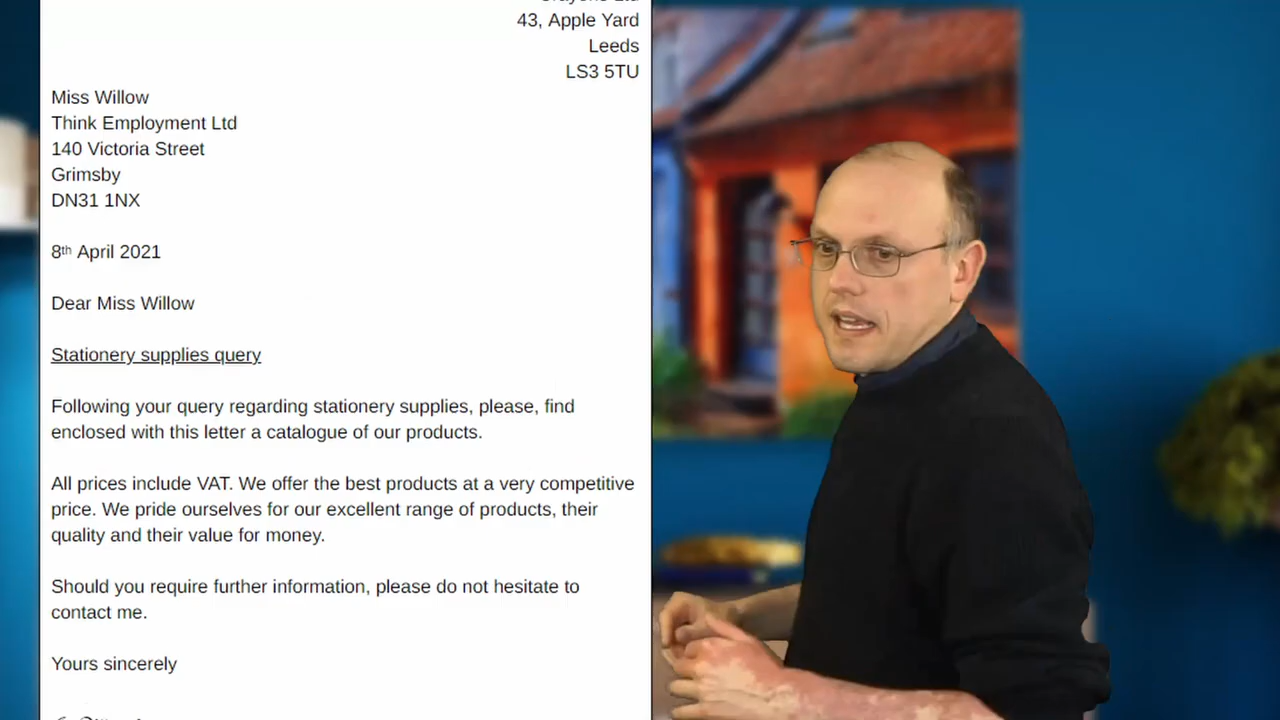 43, Apple Yard
Leeds
LS3 5TU
Miss Willow
Think Employment Ltd
140 Victoria Street
Grimsby
DN31 1NX
8th April 2021
Dear Miss Willow
Stationery supplies query
Following your query regarding stationery supplies, please, find
enclosed with this letter a catalogue of our products.
All prices include VAT. We offer the best products at a very competitive
price. We pride ourselves for our excellent range of products, their
quality and their value for money.
Should you require further information, please do not hesitate to
contact me.
Yours sincerely